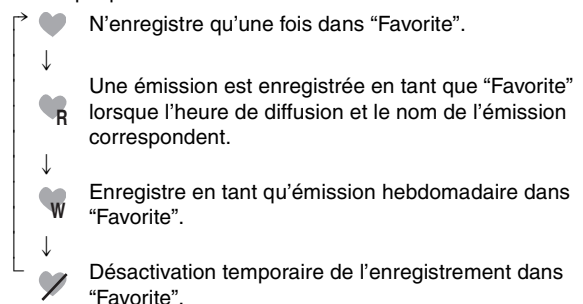 N'enregistre qu'une fois dans “Favorite”.
Une émission est enregistrée en tant que “Favorite”
lorsque l'heure de diffusion et le nom de l'émission
R
correspondent.
Enregistre en tant qu'émission hebdomadaire dans
W
“Favorite”.
Désactivation temporaire de l'enregistrement dans
“Favorite”.